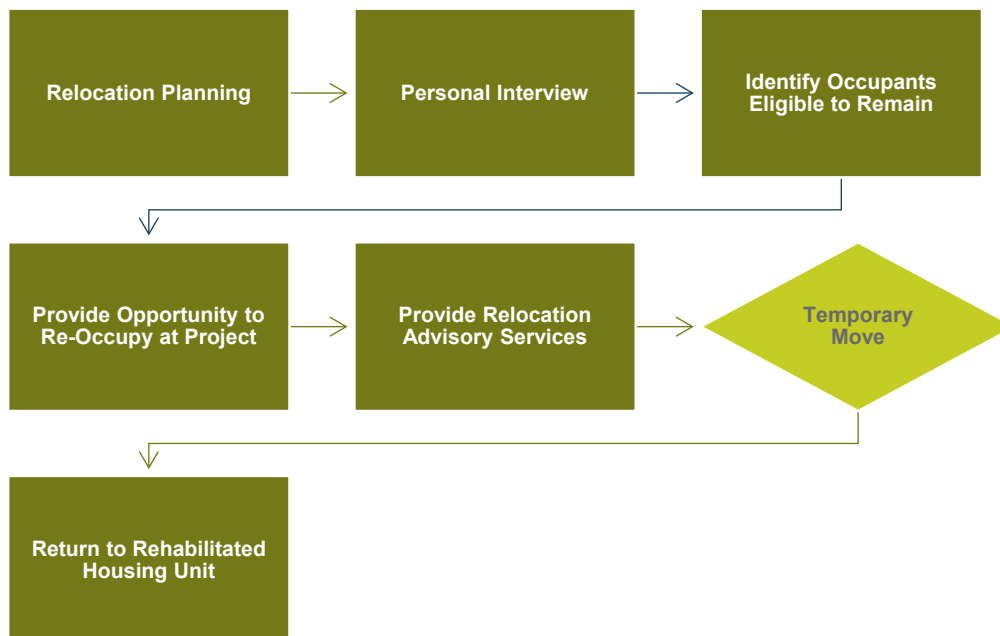 Relocation Planning
Personal Interview
Identify Occupants
Eligible to Remain
Provide Opportunity to
Re-Occupy at Project
Provide Relocation
Advisory Services
Temporary
Move
Return to Rehabilitated
Housing Unit